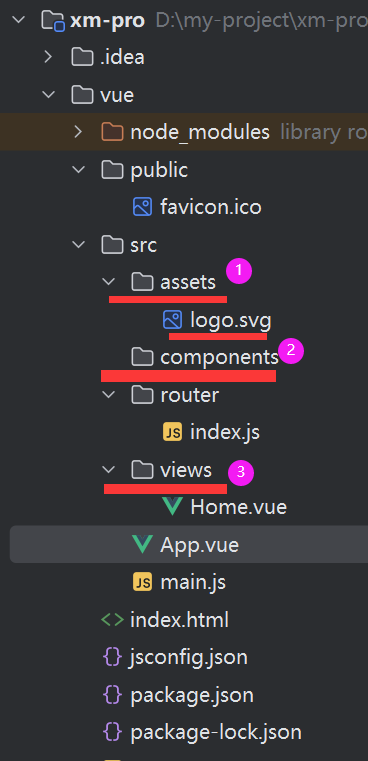 xm-pro D:\my-project\xm-pro
.idea
vue
node_modules library ro
public
favicon.ico
src
assets 1
logo.svg
components 2
router
JS index.js
views 3
Home.vue
App.vue
JS main.js
<> index.html
{} jsconfig.json
{} package.json
{} package-lock.json